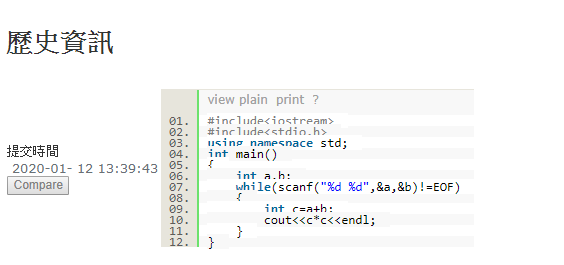 歷史資訊
提交時間
2020-01- 12 13:39:43
Compare
view plain print ?
01. #include<iostream>
02. #include<stdio.h>
03. using namespace std;
04. int main()
05. {
06. int a,b;
07. while(scanf("%d %d",&a,&b)!=EOF)
08. {
09. int c=a+b;
10. cout<<c*c<<endl;
11. }
12. }